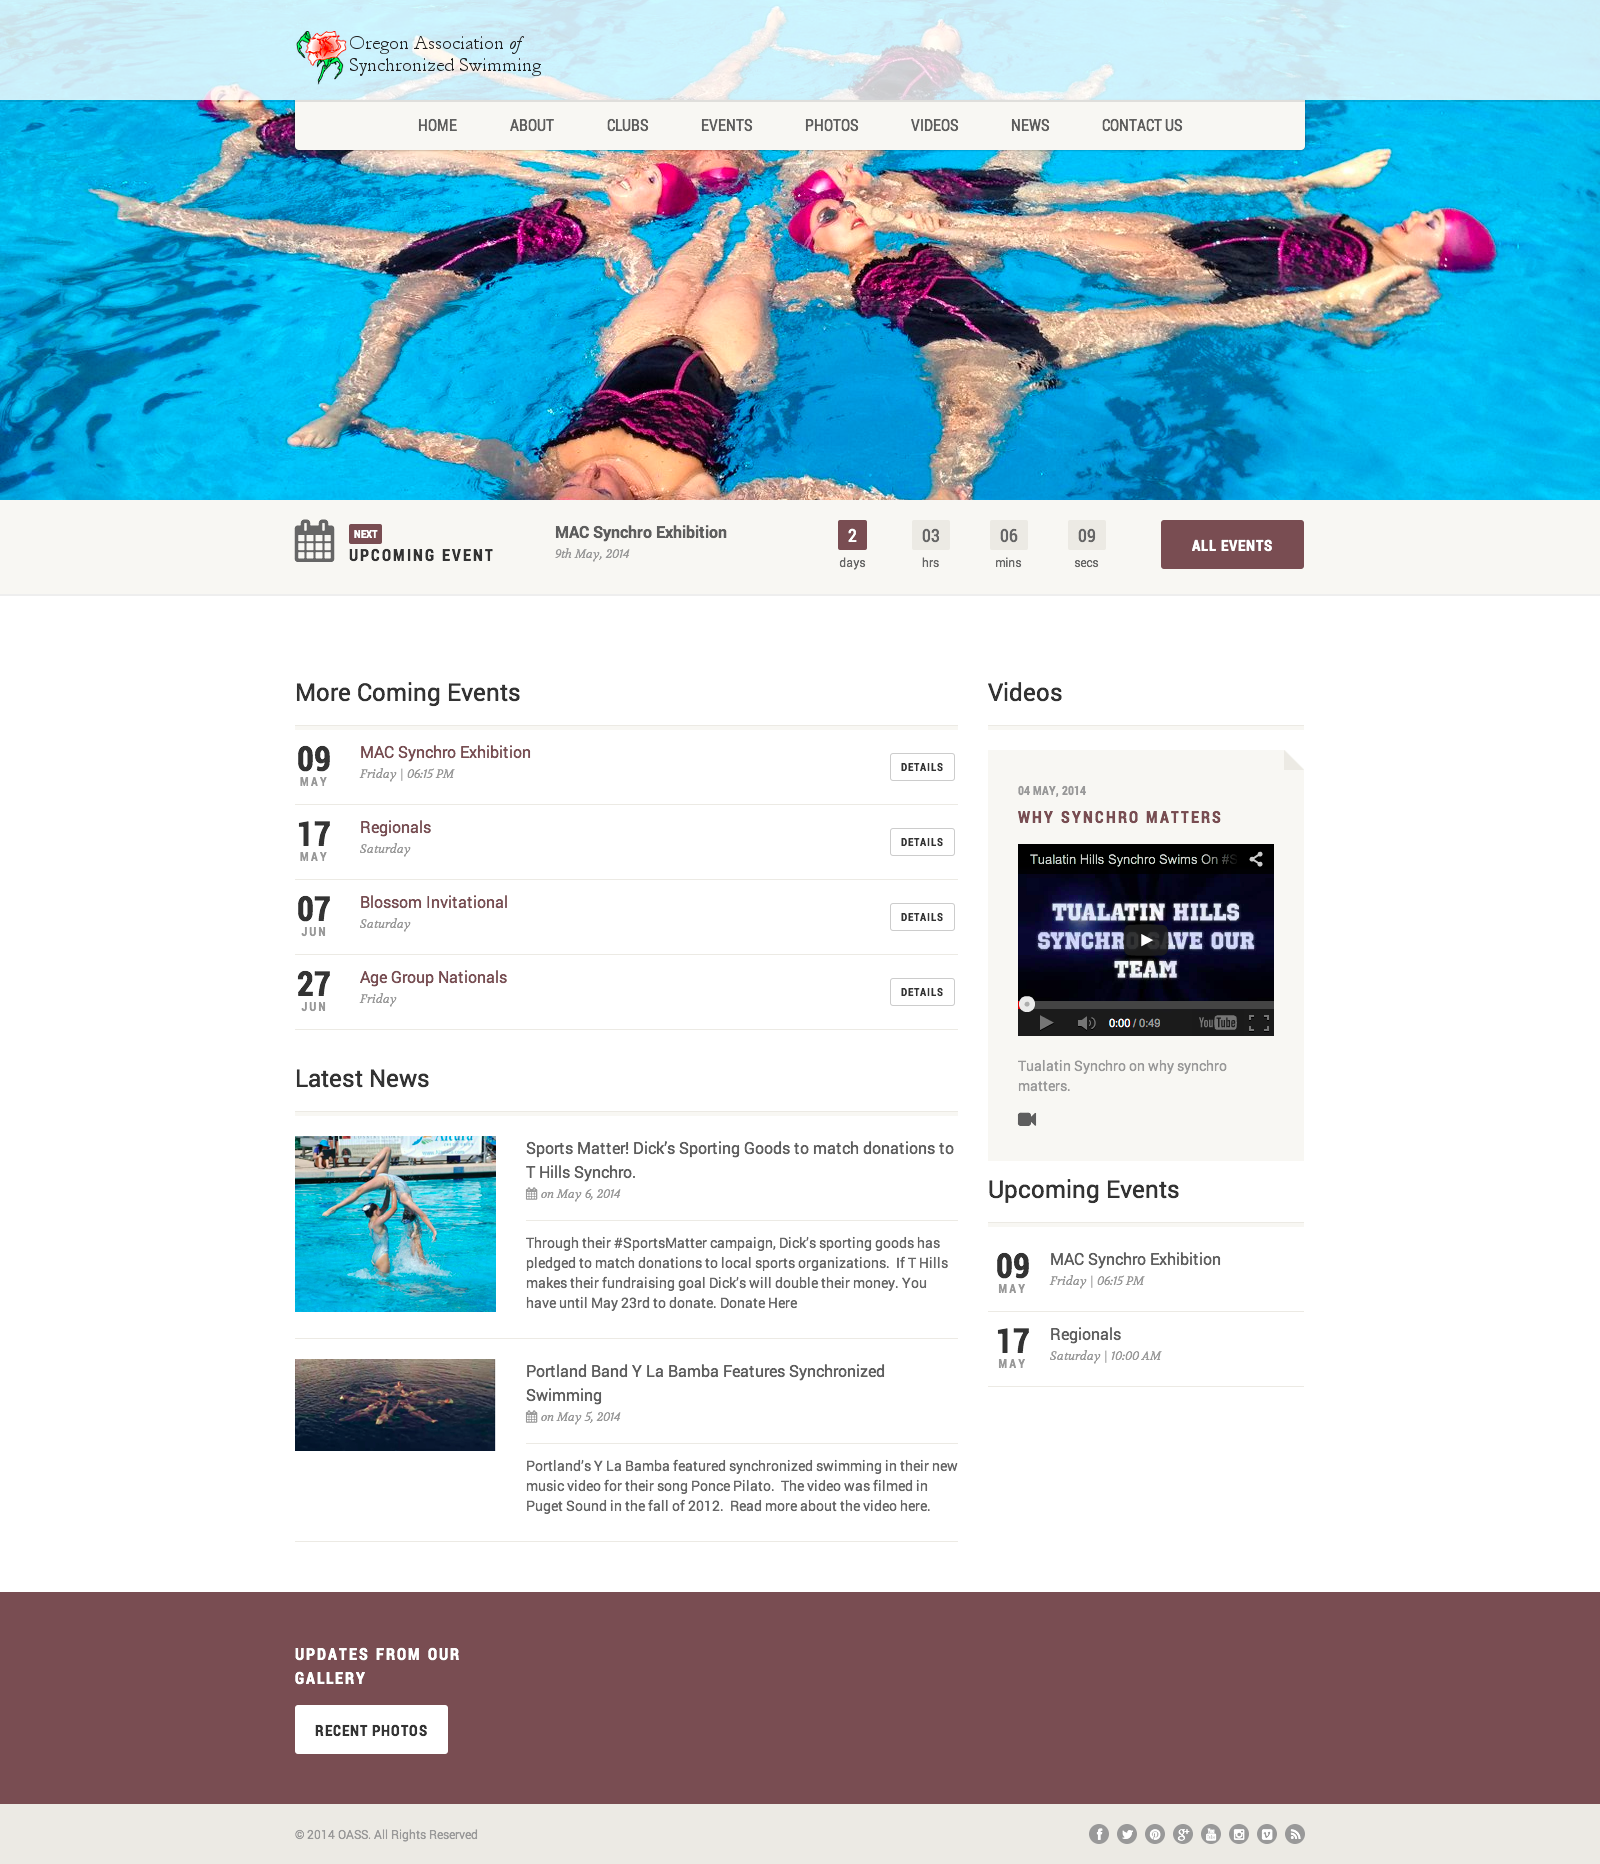 Oregon Association of
Synchronized Swimming
HOME ABOUT CLUBS EVENTS PHOTOS VIDEOS NEWS CONTACT US
NEXT
UPCOMING EVENT
MAC Synchro Exhibition
9th May, 2014
2 03 06 09
days hrs mins secs
ALL EVENTS
More Coming Events
09
MAY
MAC Synchro Exhibition
Friday | 06:15 PM
DETAILS
17
MAY
Regionals
Saturday
DETAILS
07
JUN
Blossom Invitational
Saturday
DETAILS
27
JUN
Age Group Nationals
Friday
DETAILS
Latest News
Sports Matter! Dick's Sporting Goods to match donations to
T Hills Synchro.
on May 6, 2014
Through their #SportsMatter campaign, Dick's sporting goods has
pledged to match donations to local sports organizations. If T Hills
makes their fundraising goal Dick's will double their money. You
have until May 23rd to donate. Donate Here
Portland Band Y La Bamba Features Synchronized
Swimming
on May 5, 2014
Portland's Y La Bamba featured synchronized swimming in their new
music video for their song Ponce Pilato. The video was filmed in
Puget Sound in the fall of 2012. Read more about the video here.
Videos
04 MAY, 2014
WHY SYNCHRO MATTERS
Tualatin Hills Synchro Swims On #S
TUALATIN HILLS
SYNCHRO AVE OUR
TEAM
0:00 / 0:49
YouTube
Tualatin Synchro on why synchro
matters.
Upcoming Events
09
MAY
MAC Synchro Exhibition
Friday | 06:15 PM
17
MAY
Regionals
Saturday | 10:00 AM
UPDATES FROM OUR
GALLERY
RECENT PHOTOS
© 2014 OASS. All Rights Reserved